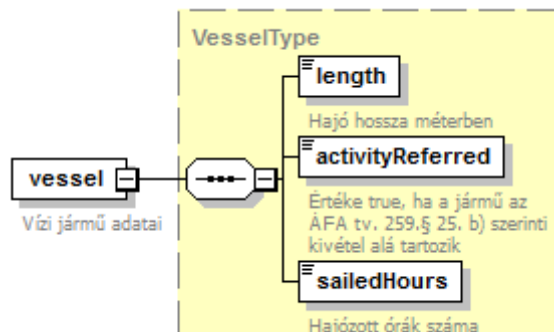 VesselType
length
Hajó hossza méterben
activityReferred
vessel
Vízi jármű adatai
Értéke true, ha a jármű az
ÁFA tv. 259.§ 25. b) szerinti
kivétel alá tartozik
sailedHours
Hajózott órák száma